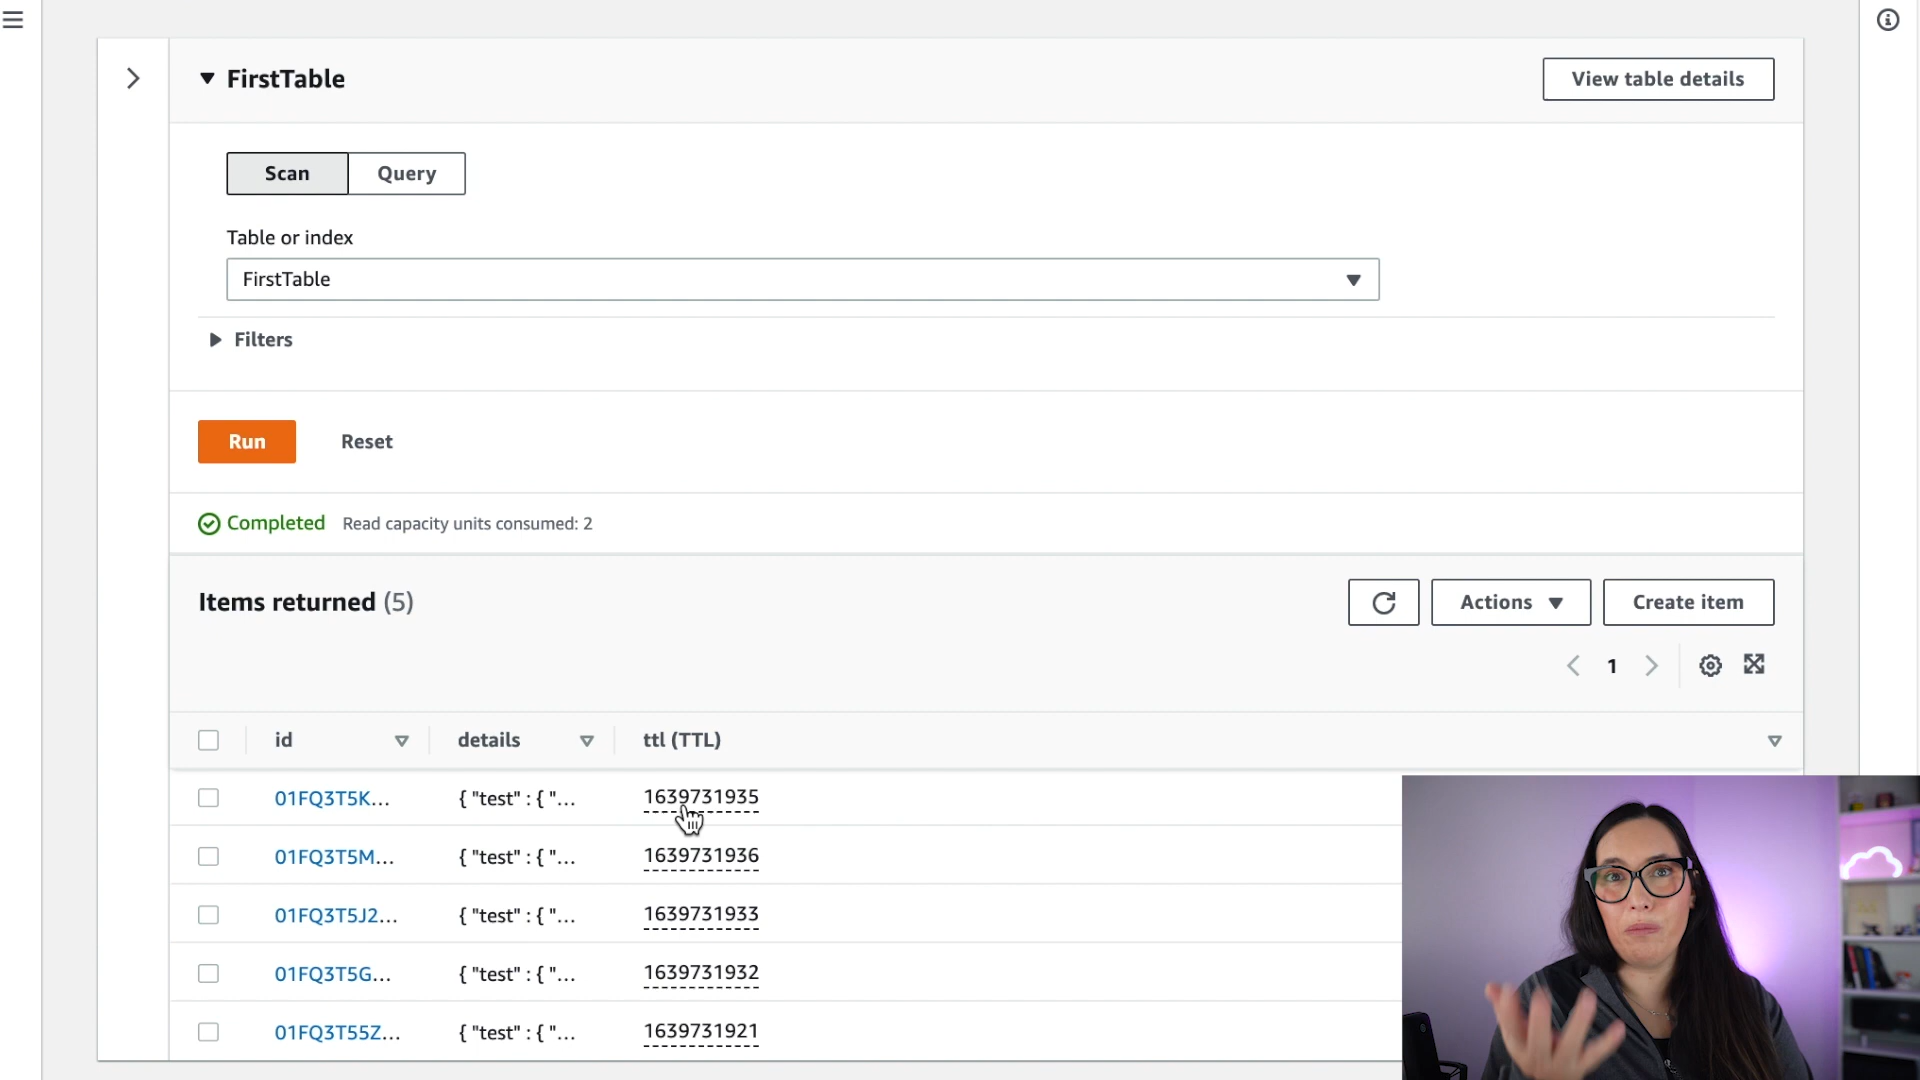 FirstTable
View table details
Scan
Query
Table or index
FirstTable
Filters
Run
Reset
Completed
Read capacity units consumed: 2
Items returned (5)
Actions
Create item
1
id
details
ttl (TTL)
01FQ3T5K...
{ "test" : { "...
1639731935
01FQ3T5M...
{ "test" : { "...
1639731936
01FQ3T5J2...
{ "test" : { "...
1639731933
01FQ3T5G...
{ "test" : { "...
1639731932
01FQ3T55Z...
{ "test" : { "...
1639731921